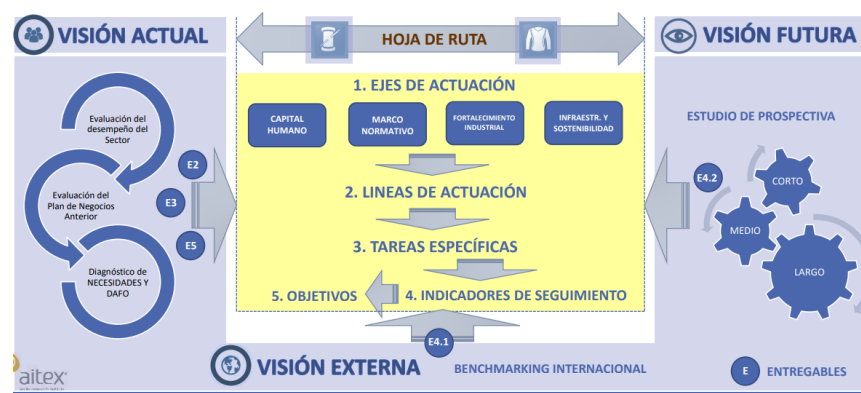 VISIÓN ACTUAL
HOJA DE RUTA
VISIÓN FUTURA
Evaluación del
desempeño del
Sector
Evaluación del
Plan de Negocios
Anterior
Diagnóstico de
NECESIDADES Y
DAFO
E2
E3
E5
1. EJES DE ACTUACIÓN
CAPITAL
HUMANO
MARCO
NORMATIVO
FORTALECIMIENTO
INDUSTRIAL
INFRAESTR. Y
SOSTENIBILIDAD
2. LINEAS DE ACTUACIÓN
3. TAREAS ESPECÍFICAS
5. OBJETIVOS
4. INDICADORES DE SEGUIMIENTO
ESTUDIO DE PROSPECTIVA
E4.2
CORTO
MEDIO
LARGO
E4.1
VISIÓN EXTERNA
BENCHMARKING INTERNACIONAL
E
ENTREGABLES
aitex